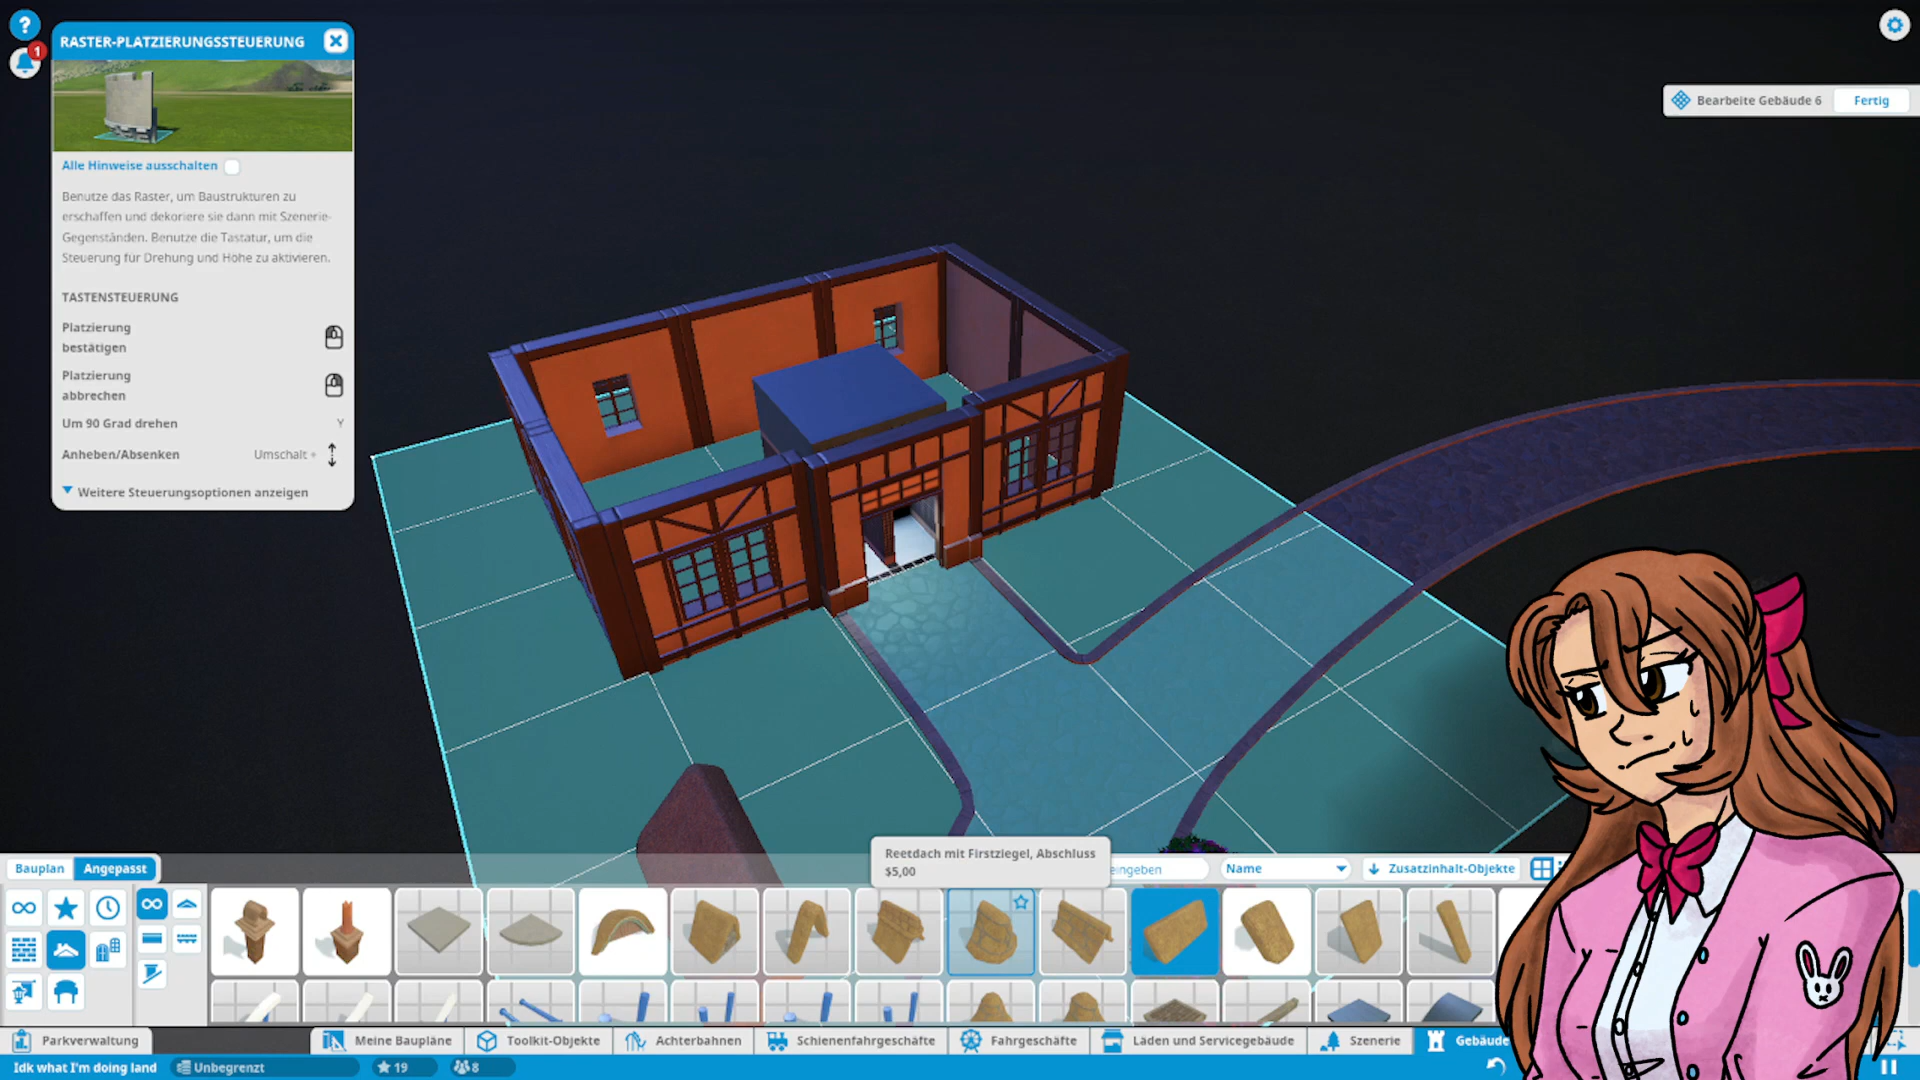 ?
1
RASTER-PLATZIERUNGSSTEUERUNG
Alle Hinweise ausschalten
Benutze das Raster, um Baustrukturen zu
erschaffen und dekoriere sie dann mit Szenerie-
Gegenständen. Benutze die Tastatur, um die
Steuerung für Drehung und Höhe zu aktivieren.
TASTENSTEUERUNG
Platzierung
bestätigen
Platzierung
abbrechen
Um 90 Grad drehen Y
Anheben/Absenken Umschalt +
Weitere Steuerungsoptionen anzeigen
Bearbeite Gebäude 6 Fertig
Reetdach mit Firstziegel, Abschluss
$5,00
Bauplan Angepasst eingeben Name Zusatzinhalt-Objekte
Parkverwaltung Meine Baupläne Toolkit-Objekte Achterbahnen Schienenfahrgeschäfte Fahrgeschäfte Läden und Servicegebäude Szenerie Gebäude
Idk what I'm doing land Unbegrenzt 19 8